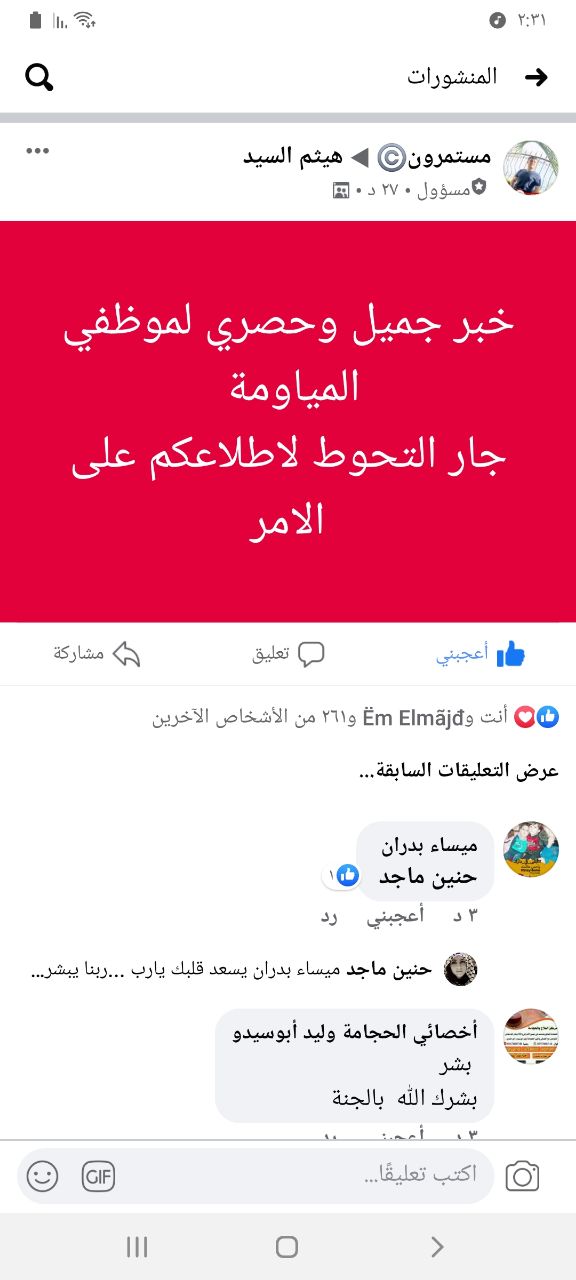 ٢:٣١
المنشورات
مستمرون© ◀ هيثم السيد
مسؤول • ٢٧ د •
خبر جميل وحصري لموظفي
المياومة
جار التحوط لاطلاعكم على
الامر
أعجبني تعليق مشاركة
أنت وËm Elmãjđ و٢٦١ من الأشخاص الآخرين
عرض التعليقات السابقة...
ميساء بدران
حنين ماجد
١
٣ د أعجبني رد
حنين ماجد ميساء بدران يسعد قلبك يارب ...ربنا يبشر...
أخصائي الحجامة وليد أبوسيدو
بشر
بشرك الله بالجنة
٣ د أعجبني رد
اكتب تعليقًا...
GIF